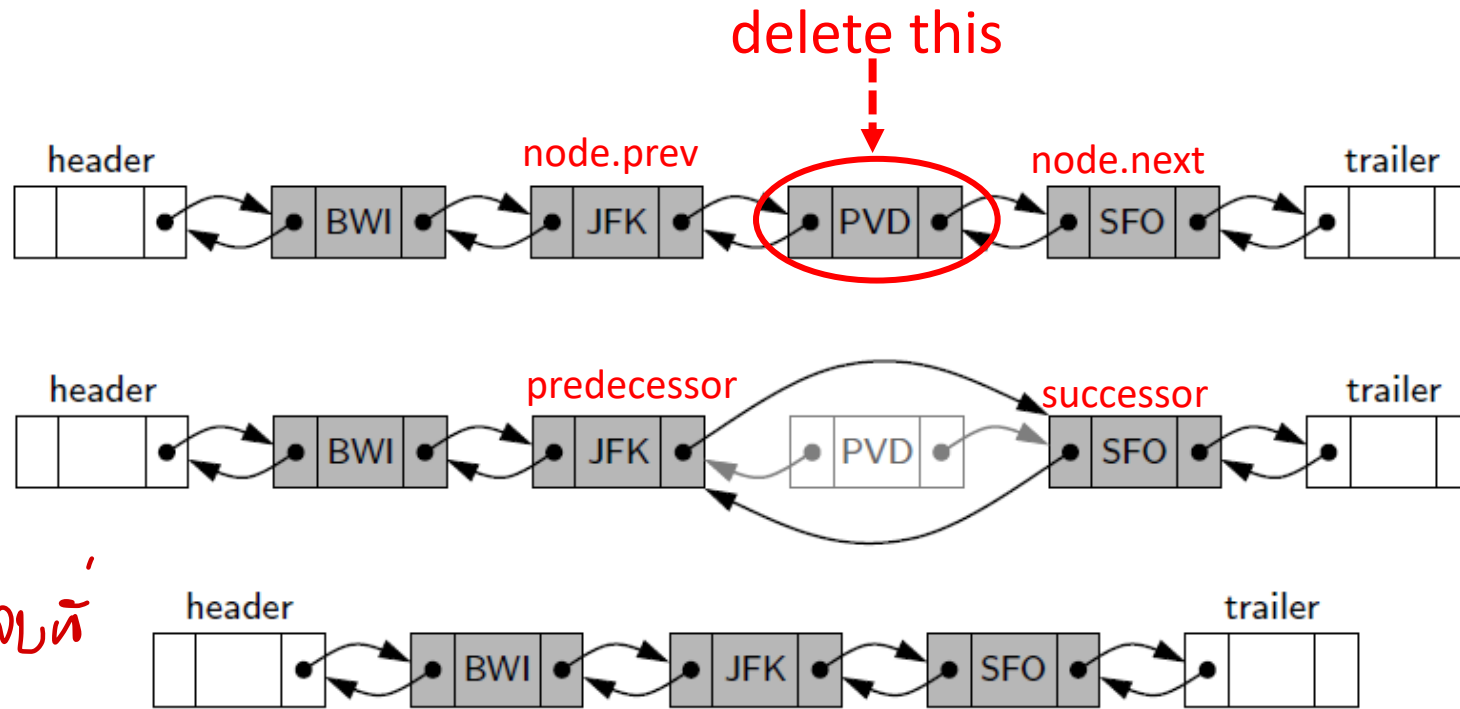 delete this
header node.prev node.next trailer
BWI JFK PVD SFO
header predecessor successor trailer
BWI JFK PVD SFO
header trailer
BWI JFK SFO